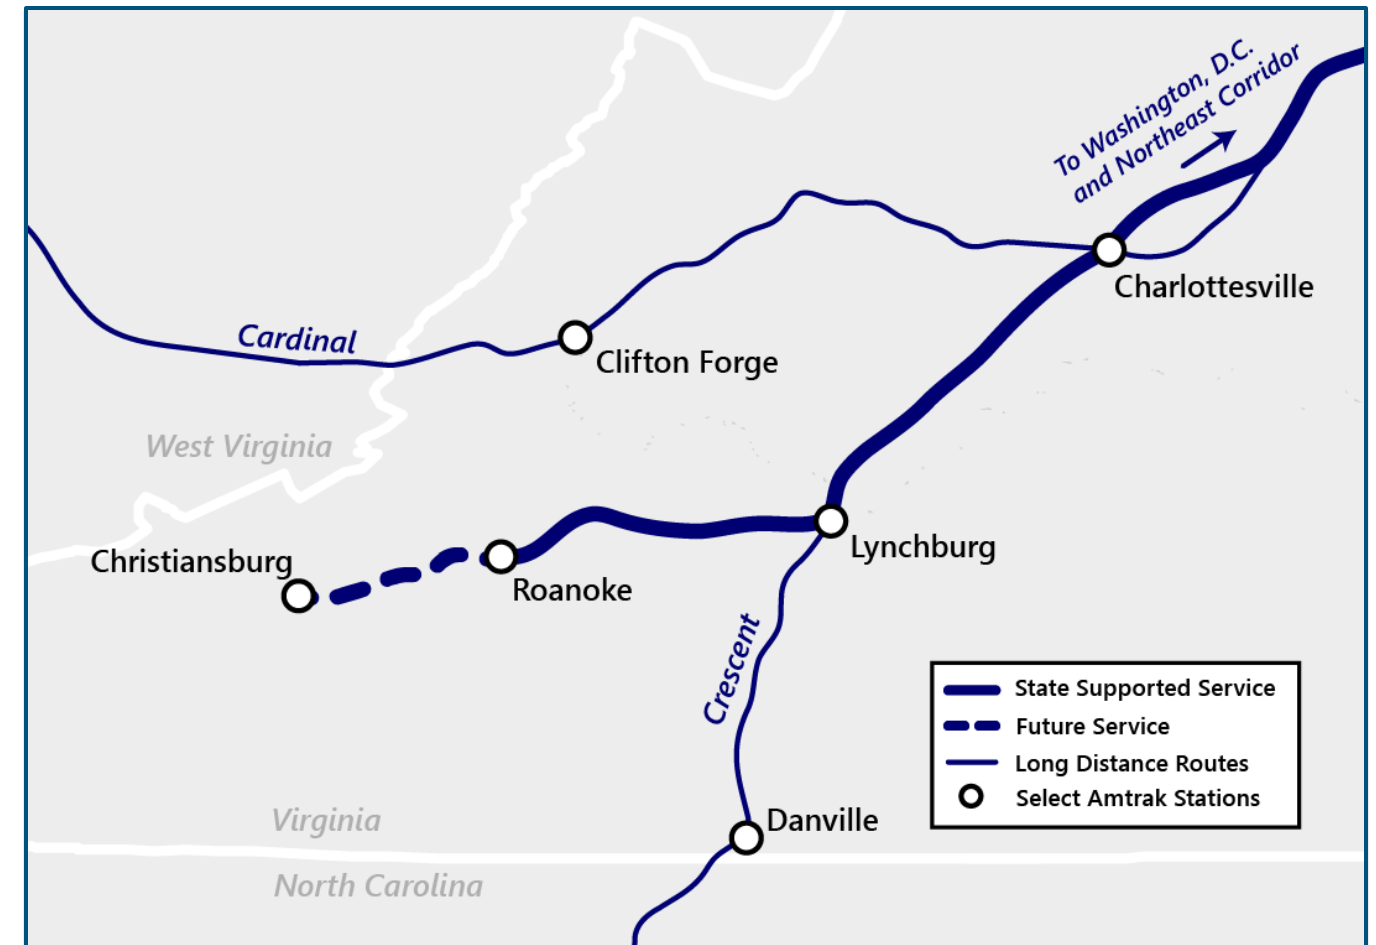 To Washington, D.C.
and Northeast Corridor
Charlottesville
Cardinal
Clifton Forge
West Virginia
Christiansburg
Roanoke
Lynchburg
Crescent
State Supported Service
Future Service
Long Distance Routes
Select Amtrak Stations
Virginia
Danville
North Carolina